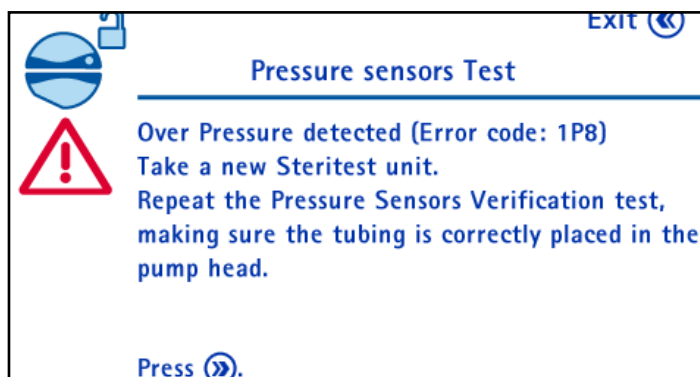 Exit
Pressure sensors Test
Over Pressure detected (Error code: 1P8)
Take a new Steritest unit.
Repeat the Pressure Sensors Verification test,
making sure the tubing is correctly placed in the
pump head.
Press .